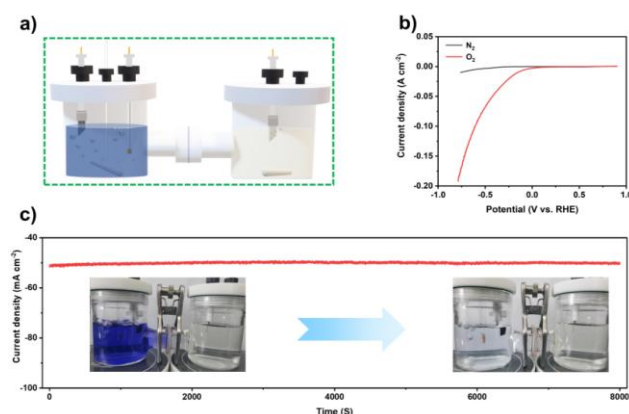 a)
b)
N₂
O₂
0.05
0.00
-0.05
-0.10
-0.15
-0.20
Current density (A cm⁻²)
-1.0
-0.5
0.0
0.5
1.0
Potential (V vs. RHE)
c)
-40
-60
-80
-100
Current density (mA cm⁻²)
0
2000
4000
6000
8000
Time (S)